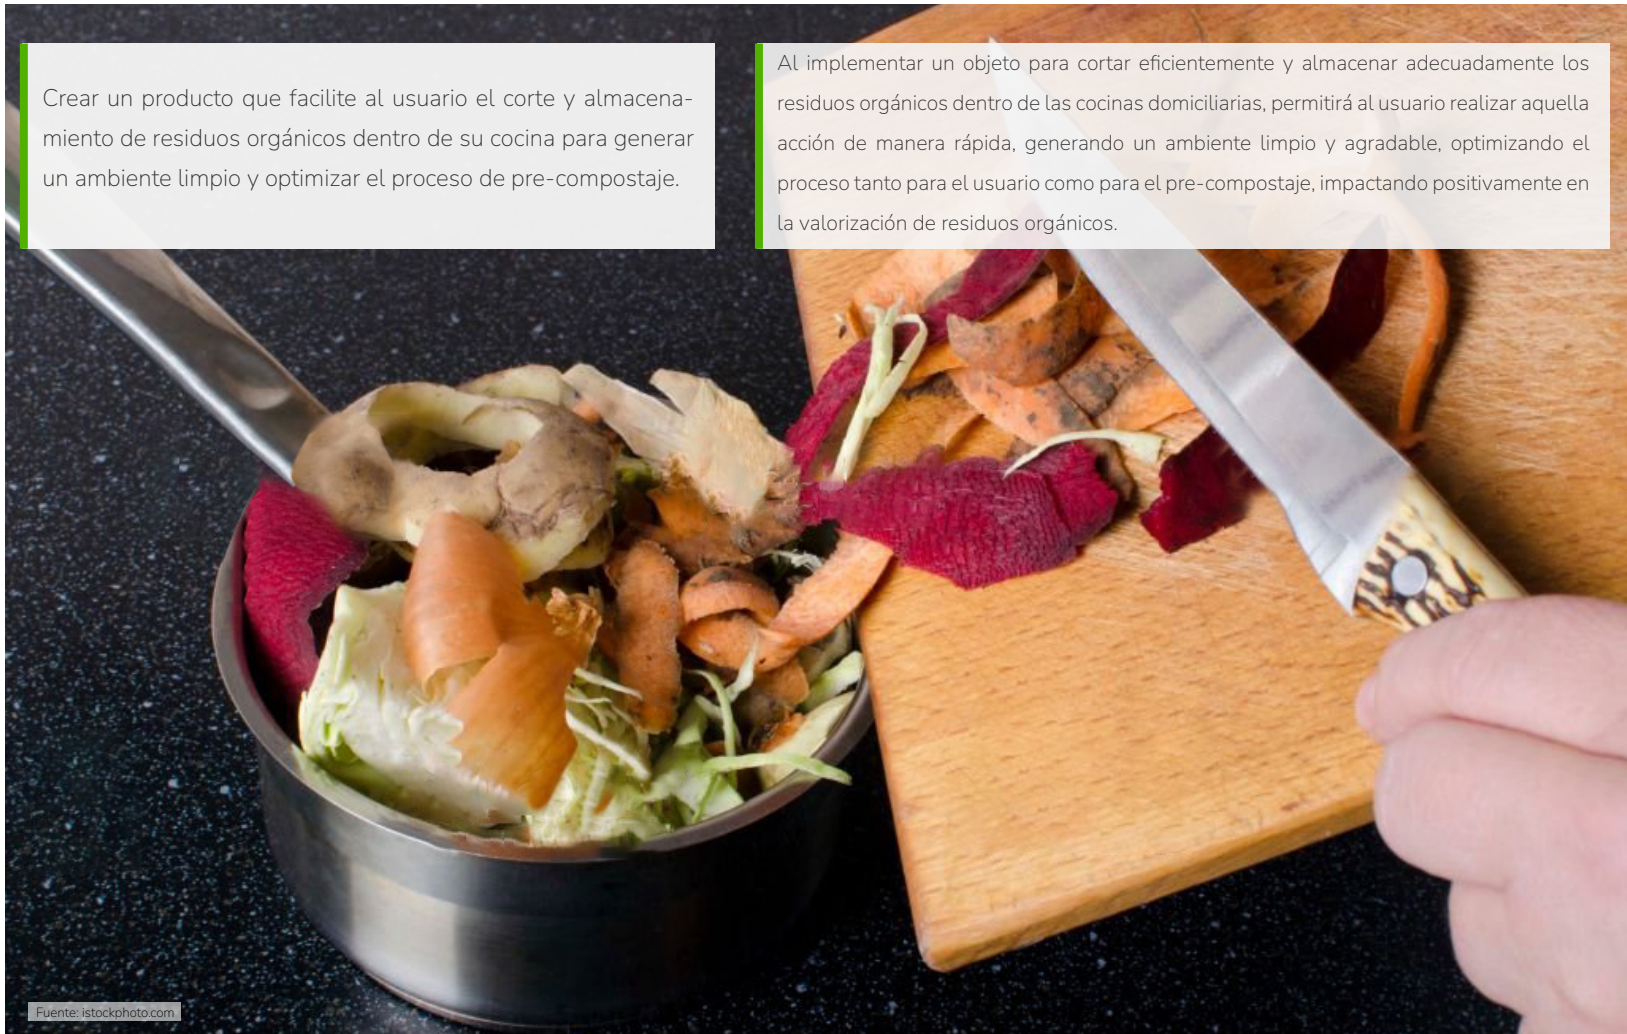 Crear un producto que facilite al usuario el corte y almacena-
miento de residuos orgánicos dentro de su cocina para generar
un ambiente limpio y optimizar el proceso de pre-compostaje.
Al implementar un objeto para cortar eficientemente y almacenar adecuadamente los
residuos orgánicos dentro de las cocinas domiciliarias, permitirá al usuario realizar aquella
acción de manera rápida, generando un ambiente limpio y agradable, optimizando el
proceso tanto para el usuario como para el pre-compostaje, impactando positivamente en
la valorización de residuos orgánicos.
Fuente: istockphoto.com